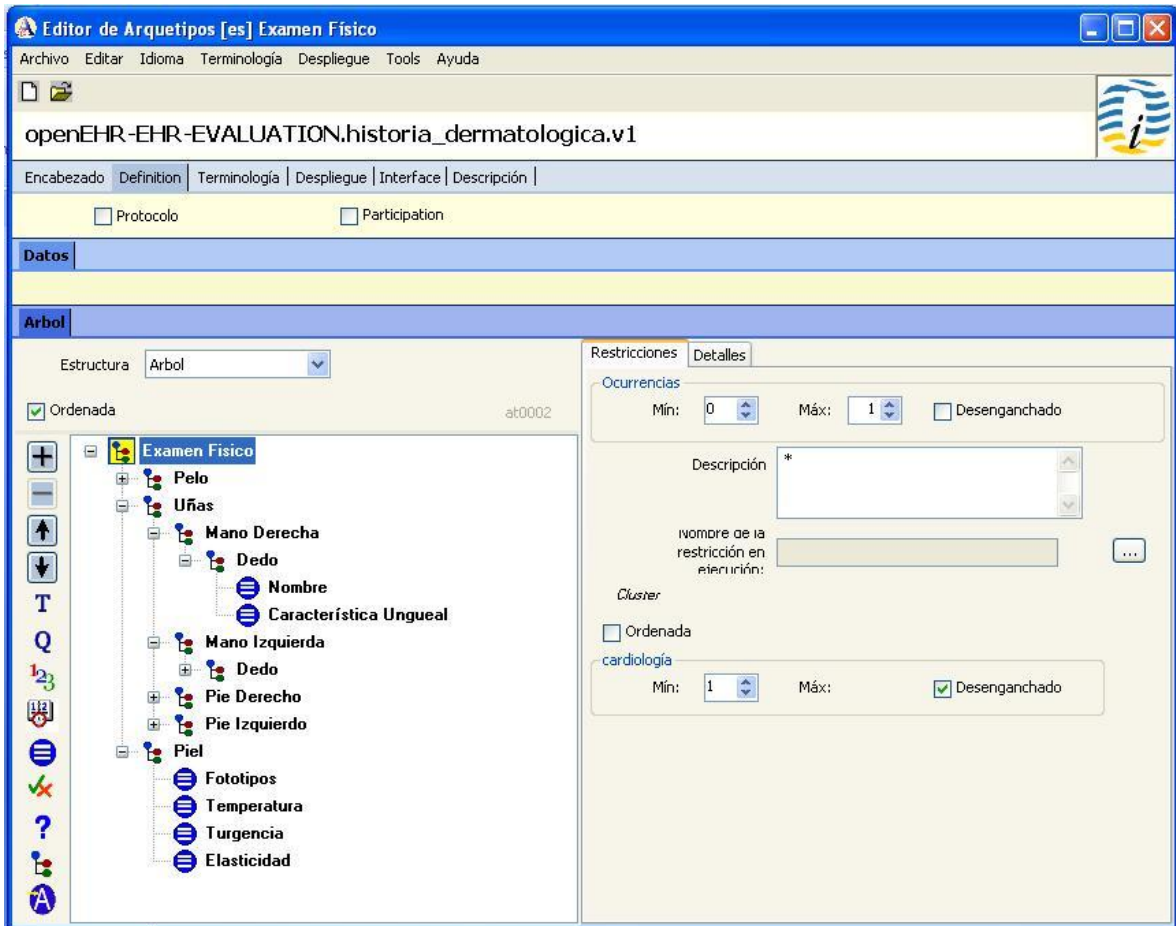 Editor de Arquetipos [es] Examen Físico
Archivo Editar Idioma Terminología Despliegue Tools Ayuda
openEHR-EHR-EVALUATION.historia_dermatologica.v1
Encabezado Definition Terminología Despliegue Interface Descripción
Protocolo Participation
Datos
Arbol
Estructura Arbol
Ordenada at0002
Examen Fisico
Pelo
Uñas
Mano Derecha
Dedo
Nombre
Característica Ungueal
Mano Izquierda
Dedo
Pie Derecho
Pie Izquierdo
Piel
Fototipos
Temperatura
Turgencia
Elasticidad
T
Q
123
?
A
Restricciones Detalles
Ocurrencias
Mín: 0 Máx: 1 Desenganchado
Descripción *
Nombre de la
restricción en
ejecución:
...
Cluster
Ordenada
cardiología
Mín: 1 Máx: Desenganchado